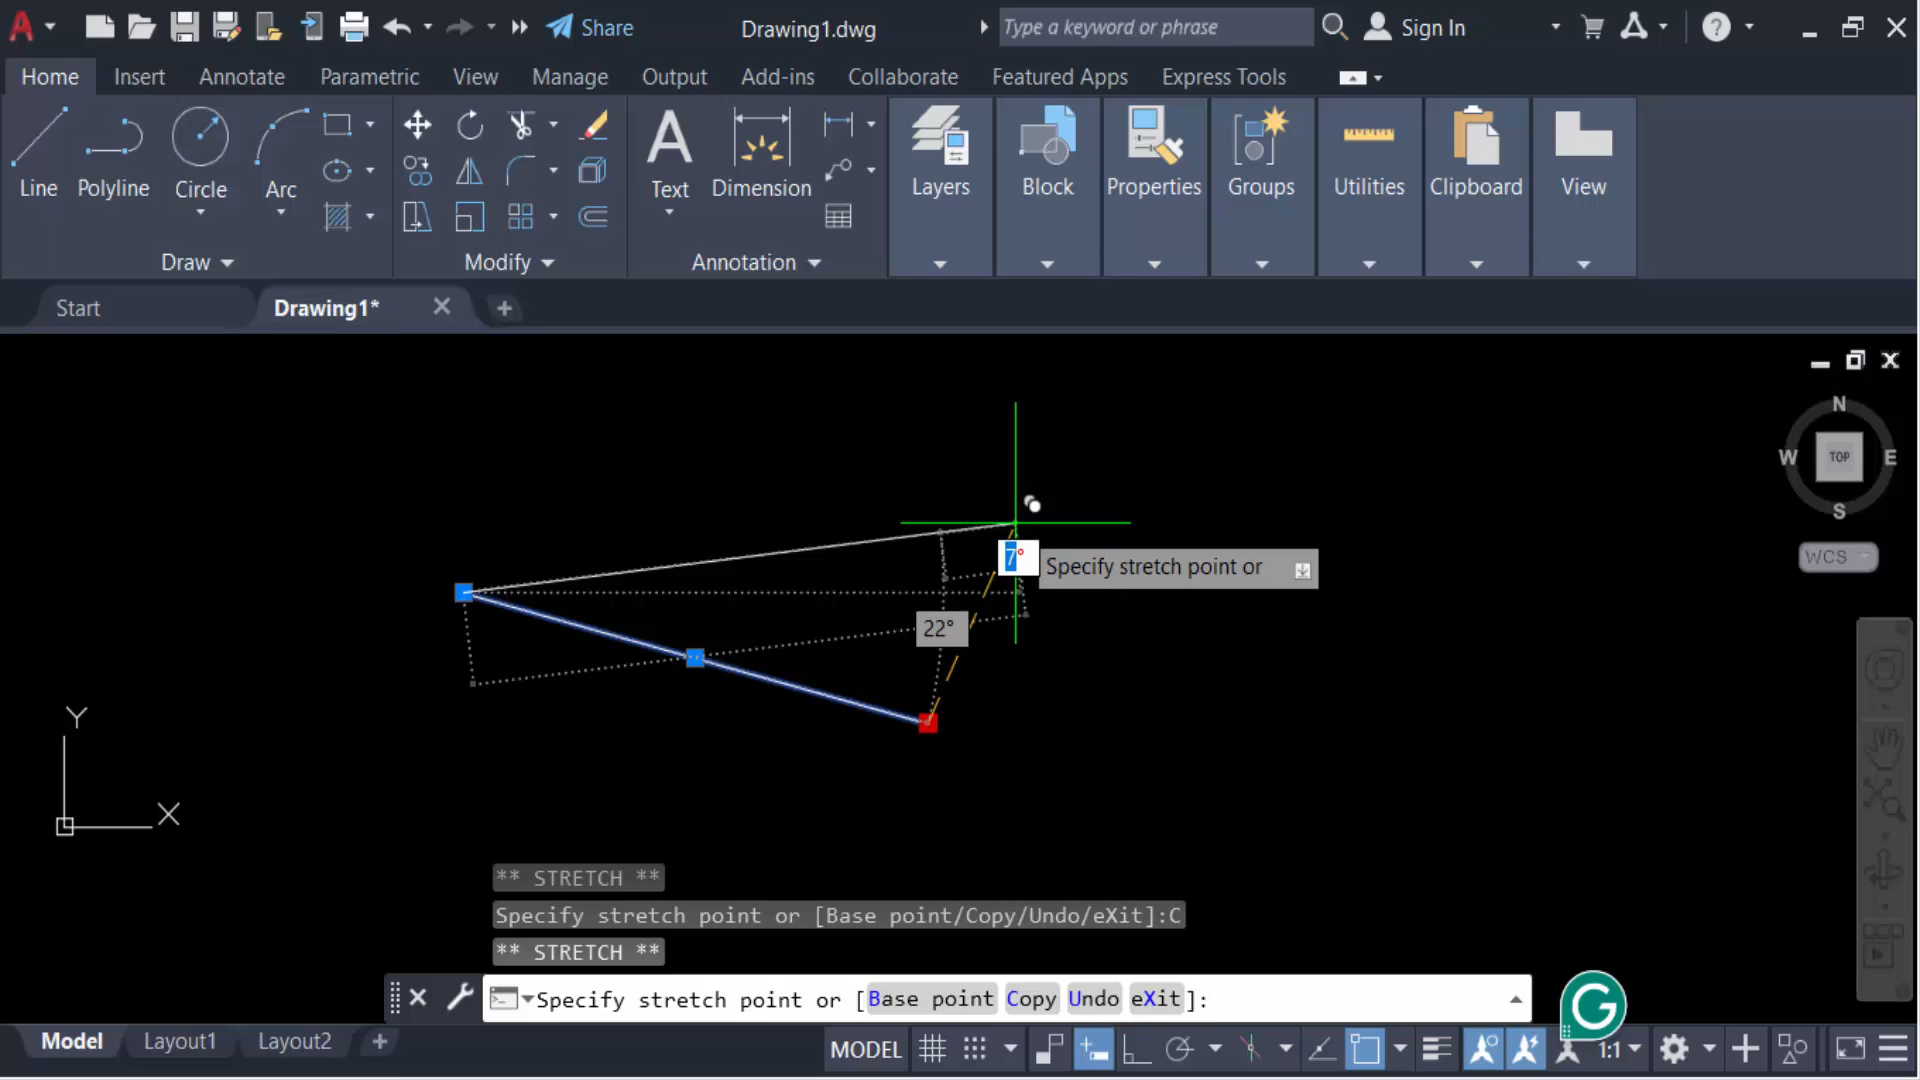 Share
Drawing1.dwg
Type a keyword or phrase
Sign In
Home Insert Annotate Parametric View Manage Output Add-ins Collaborate Featured Apps Express Tools
Line Polyline Circle Arc
A Text Dimension
Layers Block Properties Groups Utilities Clipboard View
Draw Modify Annotation
Start Drawing1*
N
W TOP E
S
WCS
7° Specify stretch point or
22°
Y
X
** STRETCH **
Specify stretch point or [Base point/Copy/Undo/eXit]:C
** STRETCH **
Specify stretch point or [Base point Copy Undo eXit]:
G
Model Layout1 Layout2
MODEL 1:1